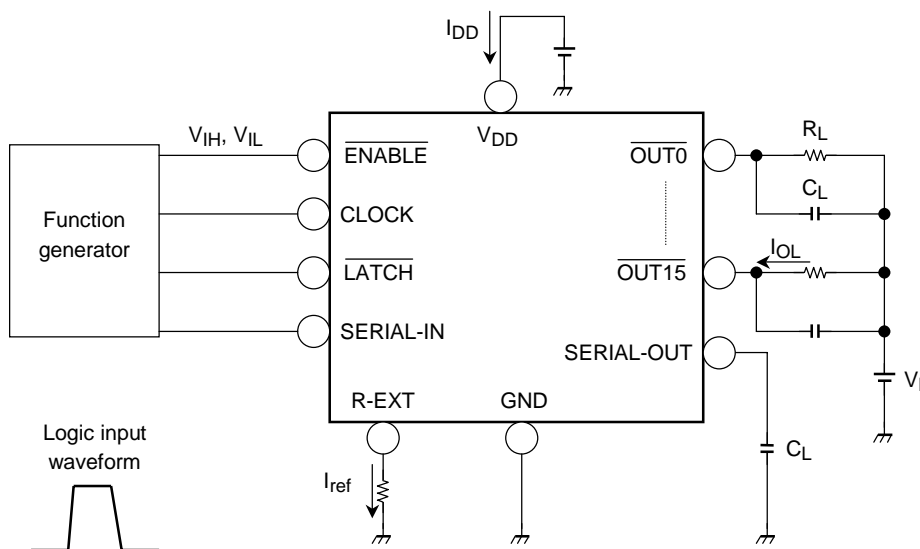 I_DD
V_IH, V_IL
Function
generator
ENABLE
CLOCK
LATCH
SERIAL-IN
V_DD
OUT0
OUT15
SERIAL-OUT
R-EXT
GND
R_L
C_L
I_OL
C_L
I_ref
Logic input
waveform